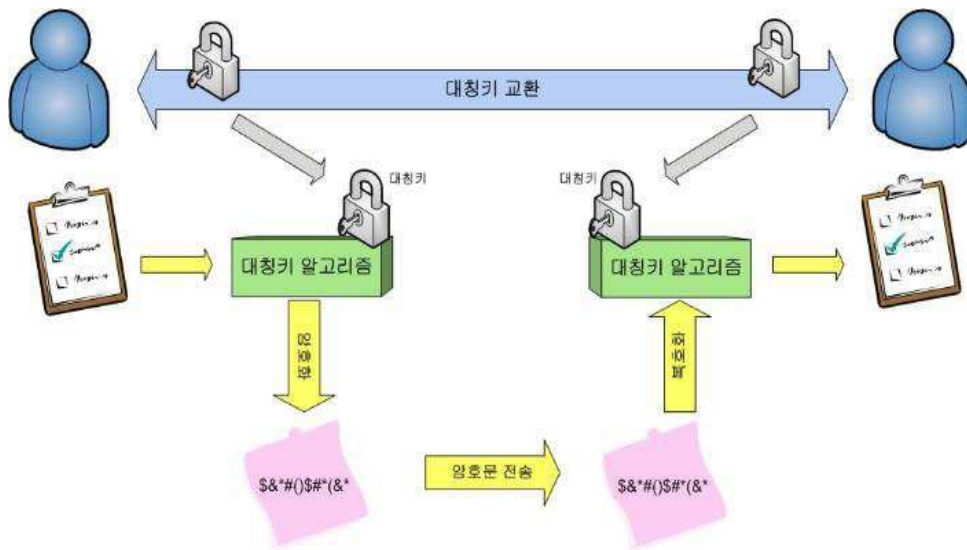 대칭키 교환
대칭키
대칭키
대칭키 알고리즘
대칭키 알고리즘
암호화
복호화
$&*#()$#*(&*
암호문 전송
$&*#()$#*(&*